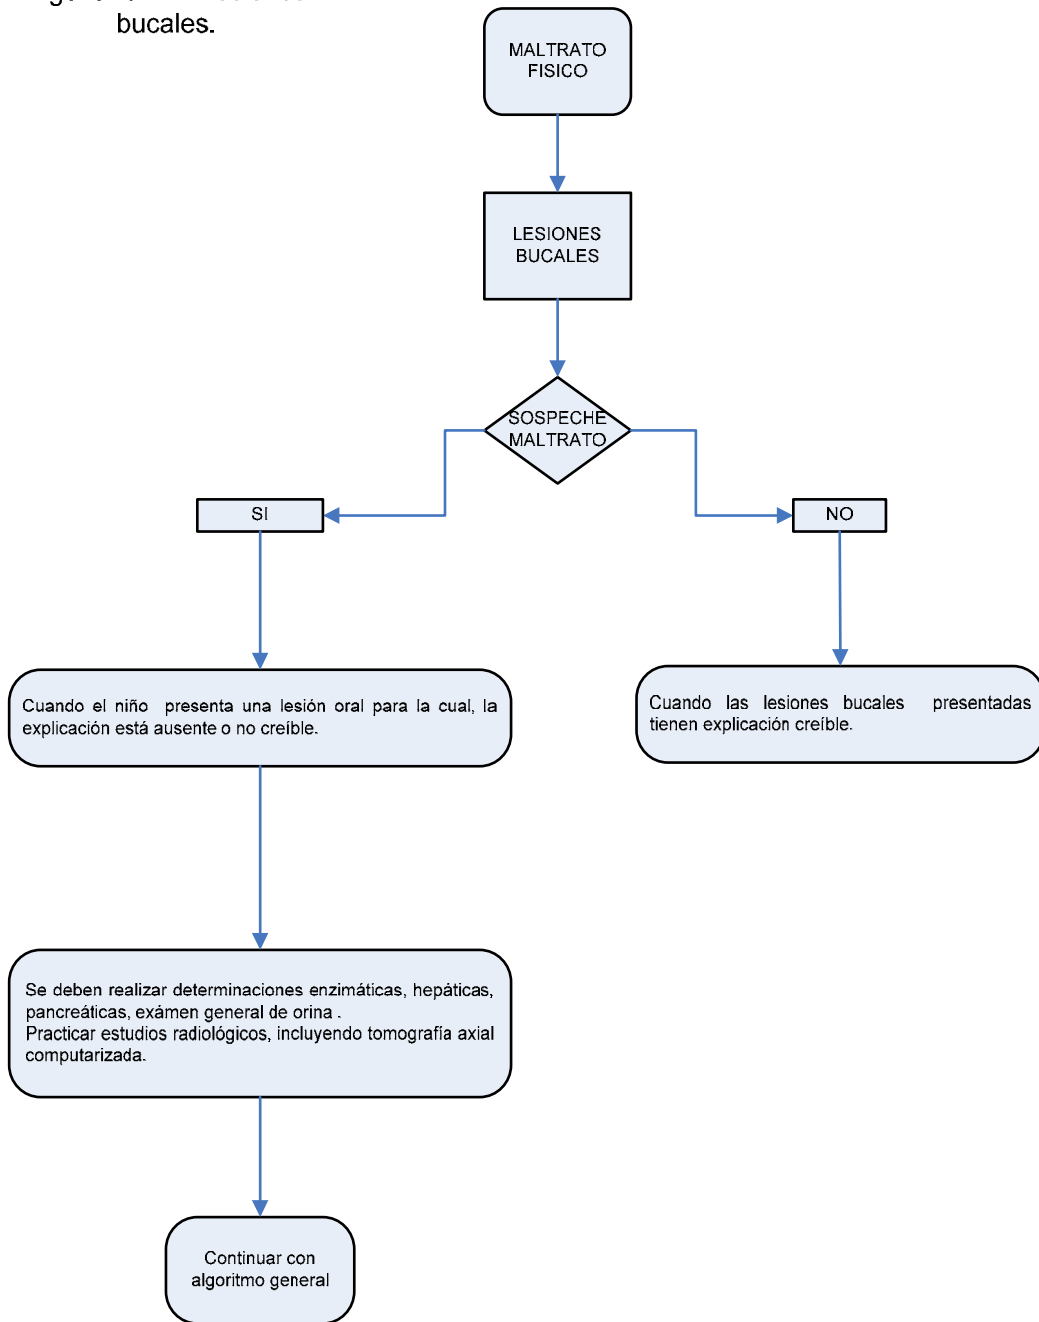 bucales.
MALTRATO
FISICO
LESIONES
BUCALES
SOSPECHE
MALTRATO
SI
NO
Cuando el niño presenta una lesión oral para la cual, la
explicación está ausente o no creíble.
Cuando las lesiones bucales presentadas
tienen explicación creíble.
Se deben realizar determinaciones enzimáticas, hepáticas,
pancreáticas, exámen general de orina .
Practicar estudios radiológicos, incluyendo tomografía axial
computarizada.
Continuar con
algoritmo general